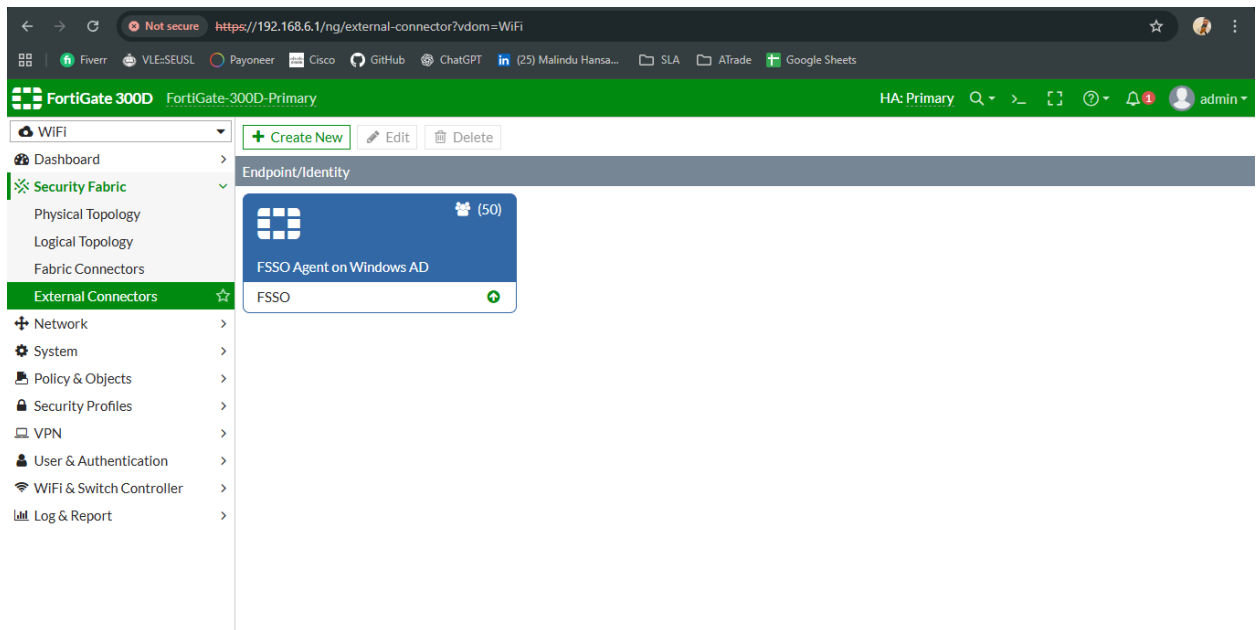 Not secure https://192.168.6.1/ng/external-connector?vdom=WiFi
Fiverr VLE::SEUSL Payoneer Cisco GitHub ChatGPT (25) Malindu Hansa... SLA ATrade Google Sheets
FortiGate 300D FortiGate-300D-Primary HA: Primary >_ 1 admin
WiFi
+ Create New Edit Delete
Dashboard
Endpoint/Identity
Security Fabric
Physical Topology
(50)
Logical Topology
Fabric Connectors
FSSO Agent on Windows AD
External Connectors
FSSO
Network
System
Policy & Objects
Security Profiles
VPN
User & Authentication
WiFi & Switch Controller
Log & Report